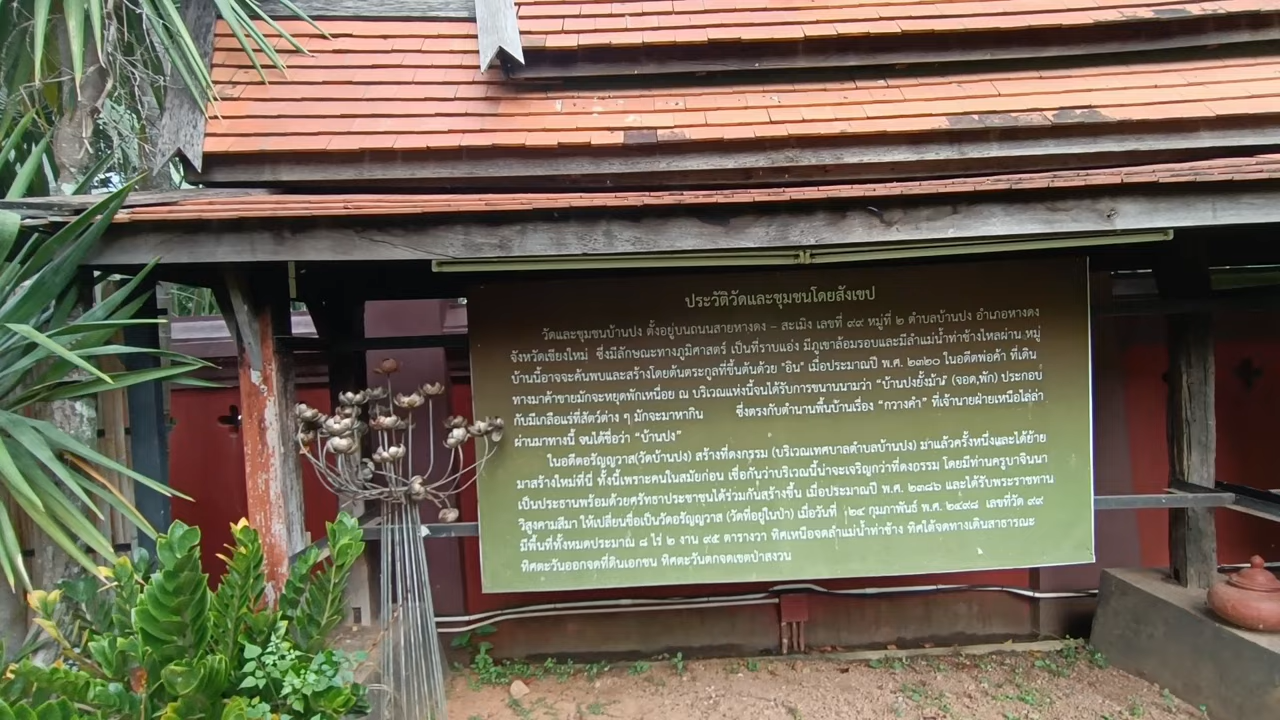 ประวัติวัดและชุมชนโดยสังเขป
วัดและชุมชนบ้านปง ตั้งอยู่บนถนนสายหางดง – สะเมิง เลขที่ ๙๙ หมู่ที่ ๒ ตำบลบ้านปง อำเภอหางดง
จังหวัดเชียงใหม่ ซึ่งมีลักษณะทางภูมิศาสตร์ เป็นที่ราบแอ่ง มีภูเขาล้อมรอบและมีลำแม่น้ำท่าช้างไหลผ่าน หมู่
บ้านนี้อาจจะค้นพบและสร้างโดยต้นตระกูลที่ขึ้นต้นด้วย "อิน" เมื่อประมาณปี พ.ศ. ๒๓๒๐ ในอดีตพ่อค้า ที่เดิน
ทางมาค้าขายมักจะหยุดพักเหนื่อย ณ บริเวณแห่งนี้จนได้รับการขนานนามว่า "บ้านปงยั้งม้า" (จอด,พัก) ประกอบ
กับมีเกลือแร่ที่สัตว์ต่าง ๆ มักจะมาหากิน ซึ่งตรงกับตำนานพื้นบ้านเรื่อง "กวางคำ" ที่เจ้านายฝ่ายเหนือไล่ล่า
ผ่านมาทางนี้ จนได้ชื่อว่า "บ้านปง"
ในอดีตอรัญญวาส(วัดบ้านปง) สร้างที่ดงธรรม (บริเวณเทศบาลตำบลบ้านปง) มาแล้วครั้งหนึ่งและได้ย้าย
มาสร้างใหม่ที่นี่ ทั้งนี้เพราะคนในสมัยก่อน เชื่อกันว่าบริเวณนี้น่าจะเจริญกว่าที่ดงธรรม โดยมีท่านครูบาจินนา
เป็นประธานพร้อมด้วยศรัทธาประชาชนได้ร่วมกันสร้างขึ้น เมื่อประมาณปี พ.ศ. ๒๓๘๖ และได้รับพระราชทาน
วิสูงคามสีมา ให้เปลี่ยนชื่อเป็นวัดอรัญญวาส (วัดที่อยู่ในป่า) เมื่อวันที่ ๒๔ กุมภาพันธ์ พ.ศ. ๒๔๙๘ เลขที่วัด ๙๙
มีพื้นที่ทั้งหมดประมาณ ๘ ไร่ ๒ งาน ๙๕ ตารางวา ทิศเหนือจดลำแม่น้ำท่าช้าง ทิศใต้จดทางเดินสาธารณะ
ทิศตะวันออกจดที่ดินเอกชน ทิศตะวันตกจดเขตป่าสงวน